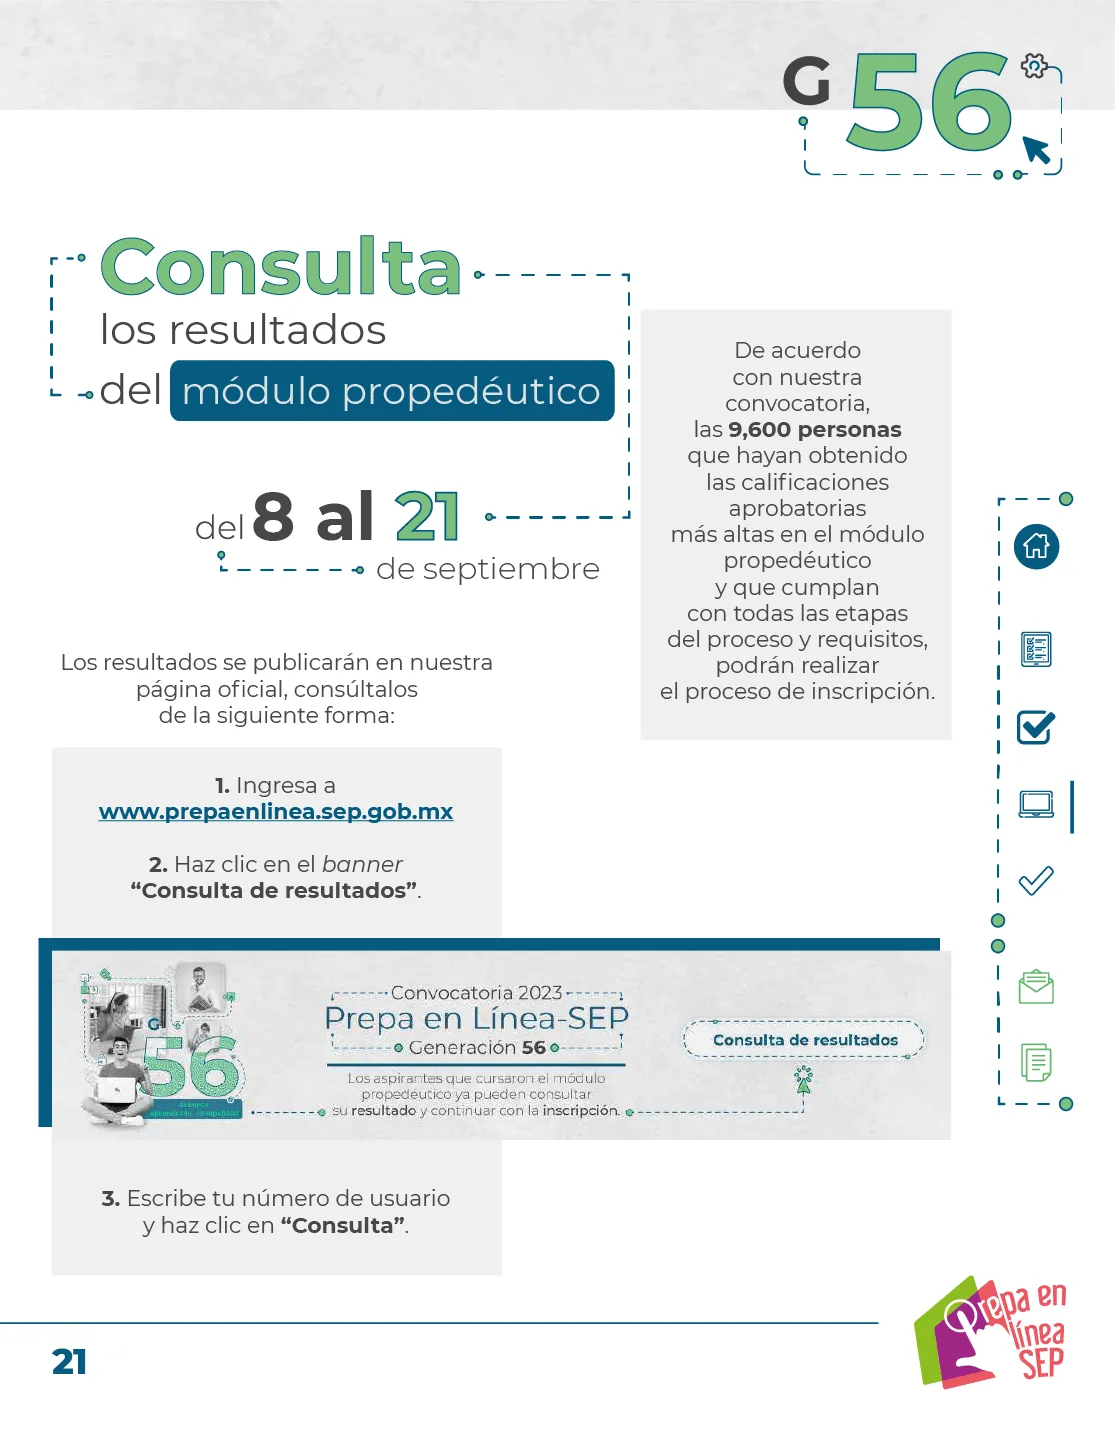 G 56
Consulta
los resultados
del módulo propedéutico
del 8 al 21
de septiembre
De acuerdo
con nuestra
convocatoria,
las 9,600 personas
que hayan obtenido
las calificaciones
aprobatorias
más altas en el módulo
propedéutico
y que cumplan
con todas las etapas
del proceso y requisitos,
podrán realizar
el proceso de inscripción.
Los resultados se publicarán en nuestra
página oficial, consúltalos
de la siguiente forma:
1. Ingresa a
www.prepaenlinea.sep.gob.mx
2. Haz clic en el banner
“Consulta de resultados”.
G
56
Convocatoria 2023
Prepa en Línea-SEP
Generación 56
Los aspirantes que cursaron el módulo
propedéutico ya pueden consultar
su resultado y continuar con la inscripción.
Consulta de resultados
3. Escribe tu número de usuario
y haz clic en “Consulta”.
21
Prepa en
línea
SEP